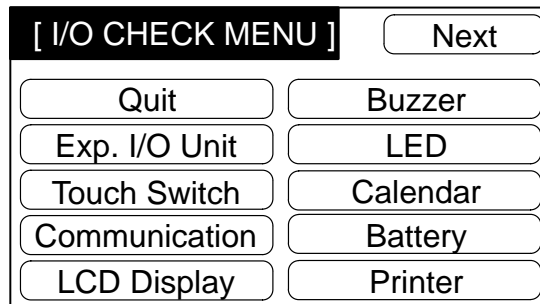 [ I/O CHECK MENU ] Next
Quit Buzzer
Exp. I/O Unit LED
Touch Switch Calendar
Communication Battery
LCD Display Printer